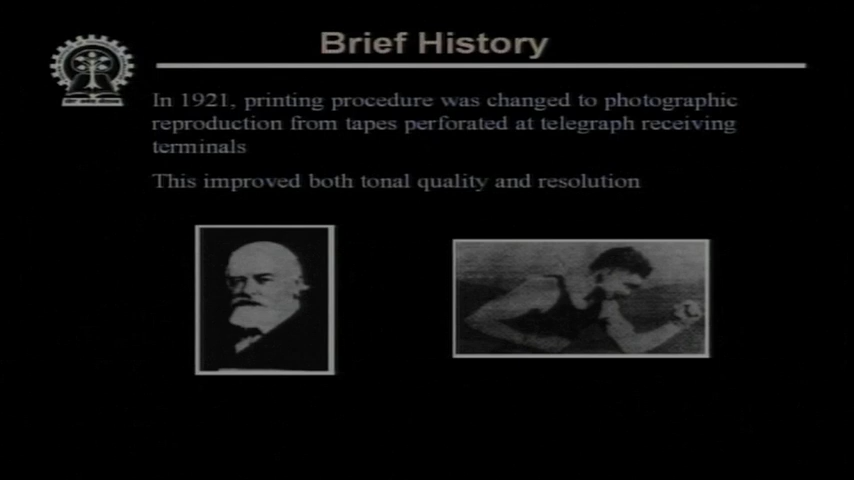 Brief History
In 1921, printing procedure was changed to photographic
reproduction from tapes perforated at telegraph receiving
terminals
This improved both tonal quality and resolution